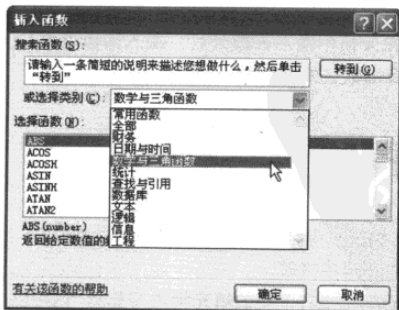 插入函数
搜索函数(S):
请输入一条简短的说明来描述您想做什么，然后单击
“转到”
转到(G)
或选择类别(C): 数学与三角函数
选择函数(N):
常用函数
全部
财务
日期与时间
数学与三角函数
统计
查找与引用
数据库
文本
逻辑
信息
工程
ABS
ACOS
ACOSH
ASIN
ASINH
ATAN
ATAN2
ABS(number)
返回给定数值的
有关该函数的帮助
确定
取消